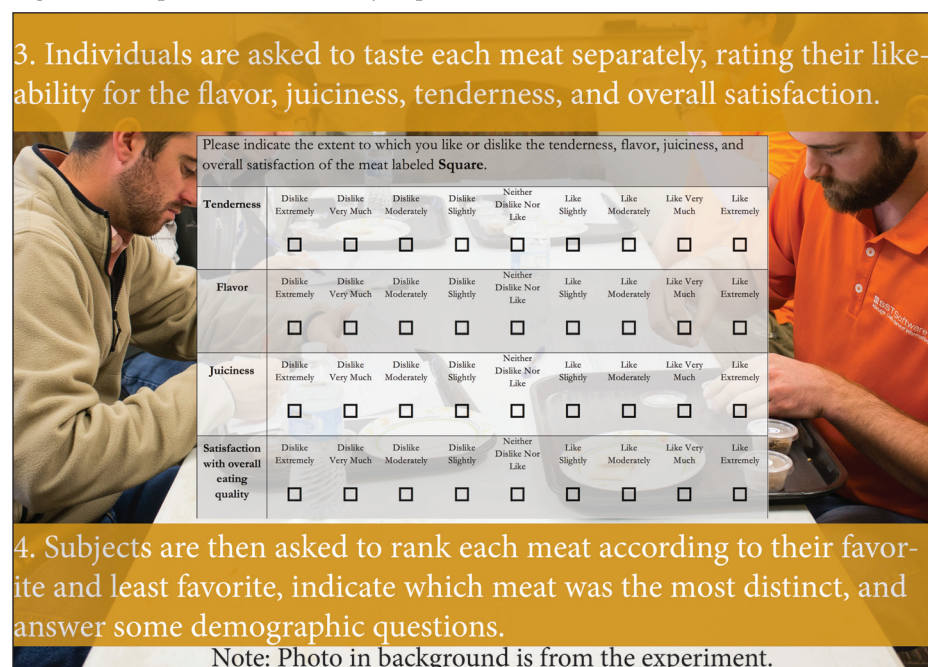 3. Individuals are asked to taste each meat separately, rating their like-
ability for the flavor, juiciness, tenderness, and overall satisfaction.
Please indicate the extent to which you like or dislike the tenderness, flavor, juiciness, and
overall satisfaction of the meat labeled Square.
Tenderness
Dislike Extremely
Dislike Very Much
Dislike Moderately
Dislike Slightly
Neither Dislike Nor Like
Like Slightly
Like Moderately
Like Very Much
Like Extremely
Flavor
Dislike Extremely
Dislike Very Much
Dislike Moderately
Dislike Slightly
Neither Dislike Nor Like
Like Slightly
Like Moderately
Like Very Much
Like Extremely
Juiciness
Dislike Extremely
Dislike Very Much
Dislike Moderately
Dislike Slightly
Neither Dislike Nor Like
Like Slightly
Like Moderately
Like Very Much
Like Extremely
Satisfaction with overall eating quality
Dislike Extremely
Dislike Very Much
Dislike Moderately
Dislike Slightly
Neither Dislike Nor Like
Like Slightly
Like Moderately
Like Very Much
Like Extremely
SSTSoftware
4. Subjects are then asked to rank each meat according to their favor-
ite and least favorite, indicate which meat was the most distinct, and
answer some demographic questions.
Note: Photo in background is from the experiment.